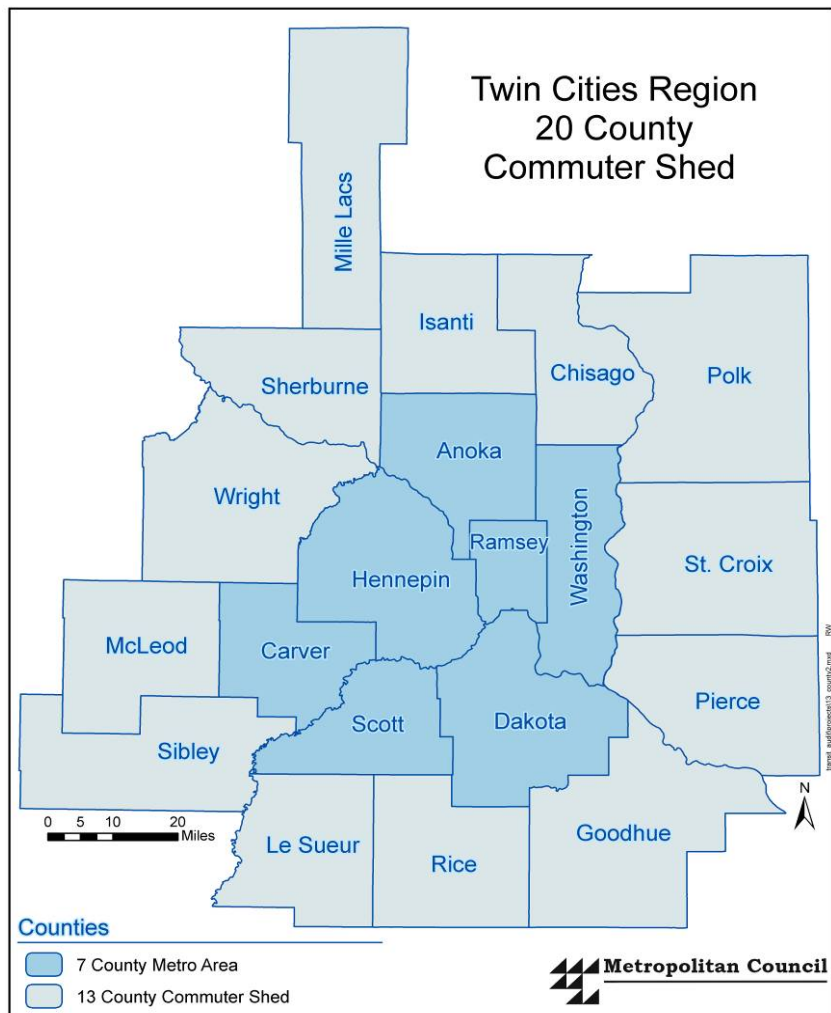 Twin Cities Region
20 County
Commuter Shed
Mille Lacs
Isanti
Chisago
Polk
Sherburne
Anoka
Wright
Washington
Ramsey
Hennepin
St. Croix
McLeod
Carver
Pierce
Scott
Dakota
Sibley
N
0 5 10 20
Miles
Le Sueur
Rice
Goodhue
Counties
7 County Metro Area
13 County Commuter Shed
Metropolitan Council
RW